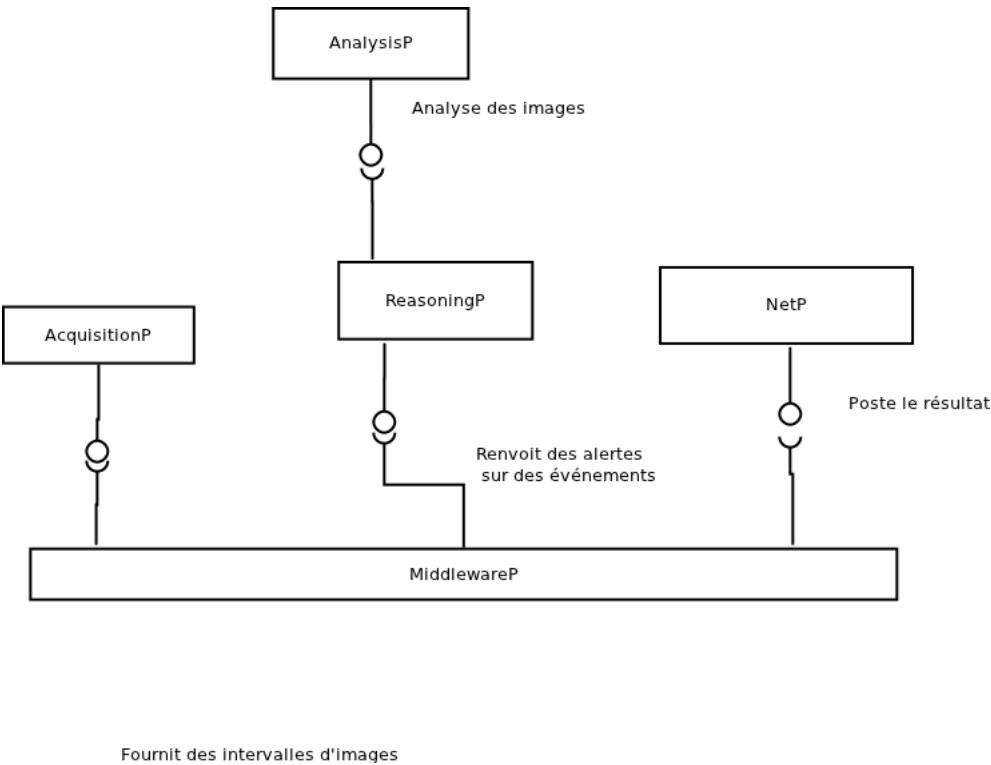 AnalysisP
Analyse des images
ReasoningP
NetP
AcquisitionP
Poste le résultat
Renvoit des alertes
sur des événements
MiddlewareP
Fournit des intervalles d'images